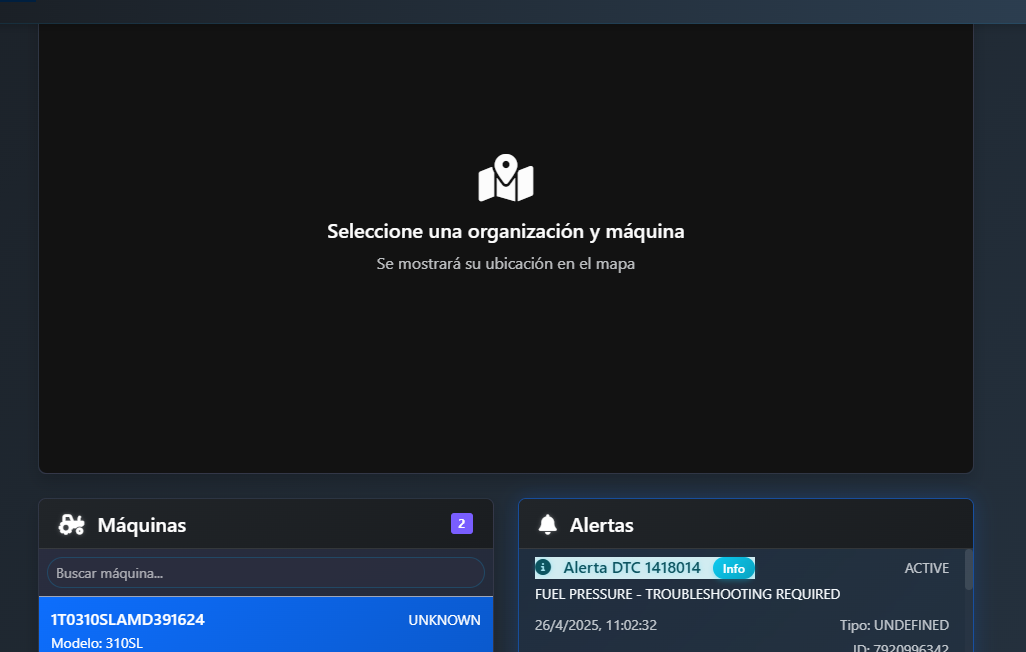 Seleccione una organización y máquina
Se mostrará su ubicación en el mapa
Máquinas
2
Buscar máquina...
1T0310SLAMD391624
UNKNOWN
Modelo: 310SL
Alertas
Alerta DTC 1418014
Info
ACTIVE
FUEL PRESSURE - TROUBLESHOOTING REQUIRED
26/4/2025, 11:02:32
Tipo: UNDEFINED
ID: 7920996342